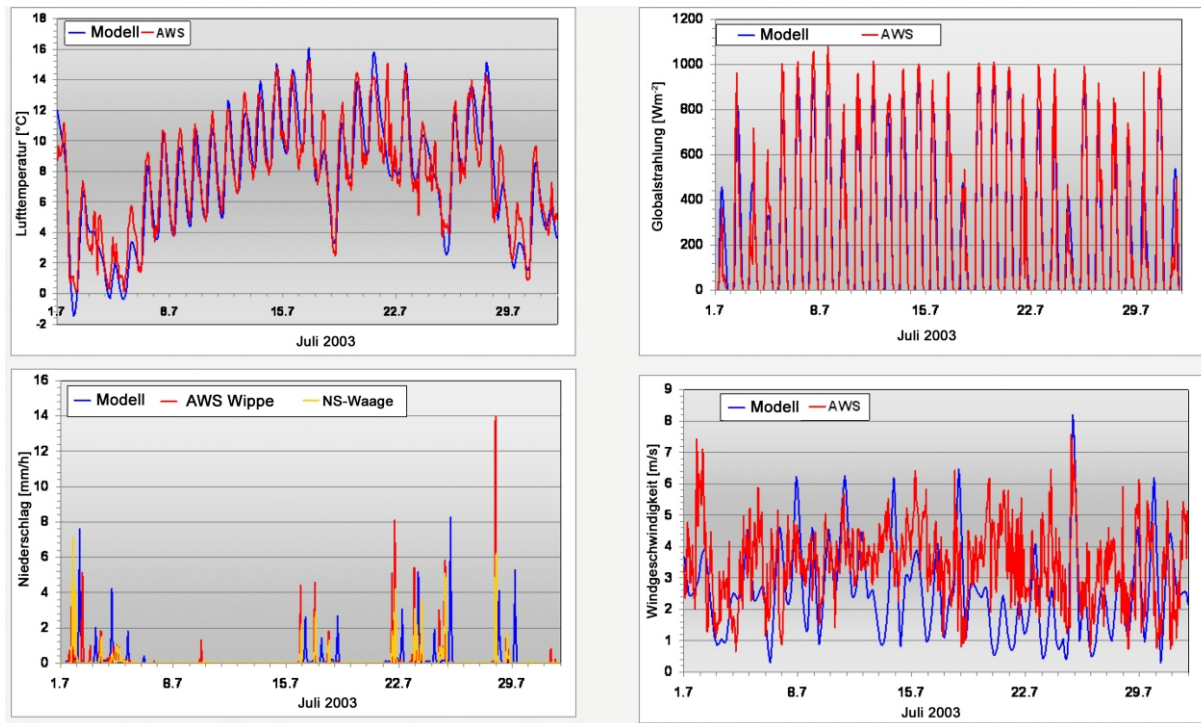 Modell AWS
Lufttemperatur [°C]
18
16
14
12
10
8
6
4
2
0
-2
1.7 8.7 15.7 22.7 29.7
Juli 2003
Modell AWS
Globalstrahlung [Wm⁻²]
1200
1000
800
600
400
200
0
1.7 8.7 15.7 22.7 29.7
Juli 2003
Modell AWS Wippe NS-Waage
Niederschlag [mm/h]
16
14
12
10
8
6
4
2
0
1.7 8.7 15.7 22.7 29.7
Juli 2003
Modell AWS
Windgeschwindigkeit [m/s]
9
8
7
6
5
4
3
2
1
0
1.7 8.7 15.7 22.7 29.7
Juli 2003